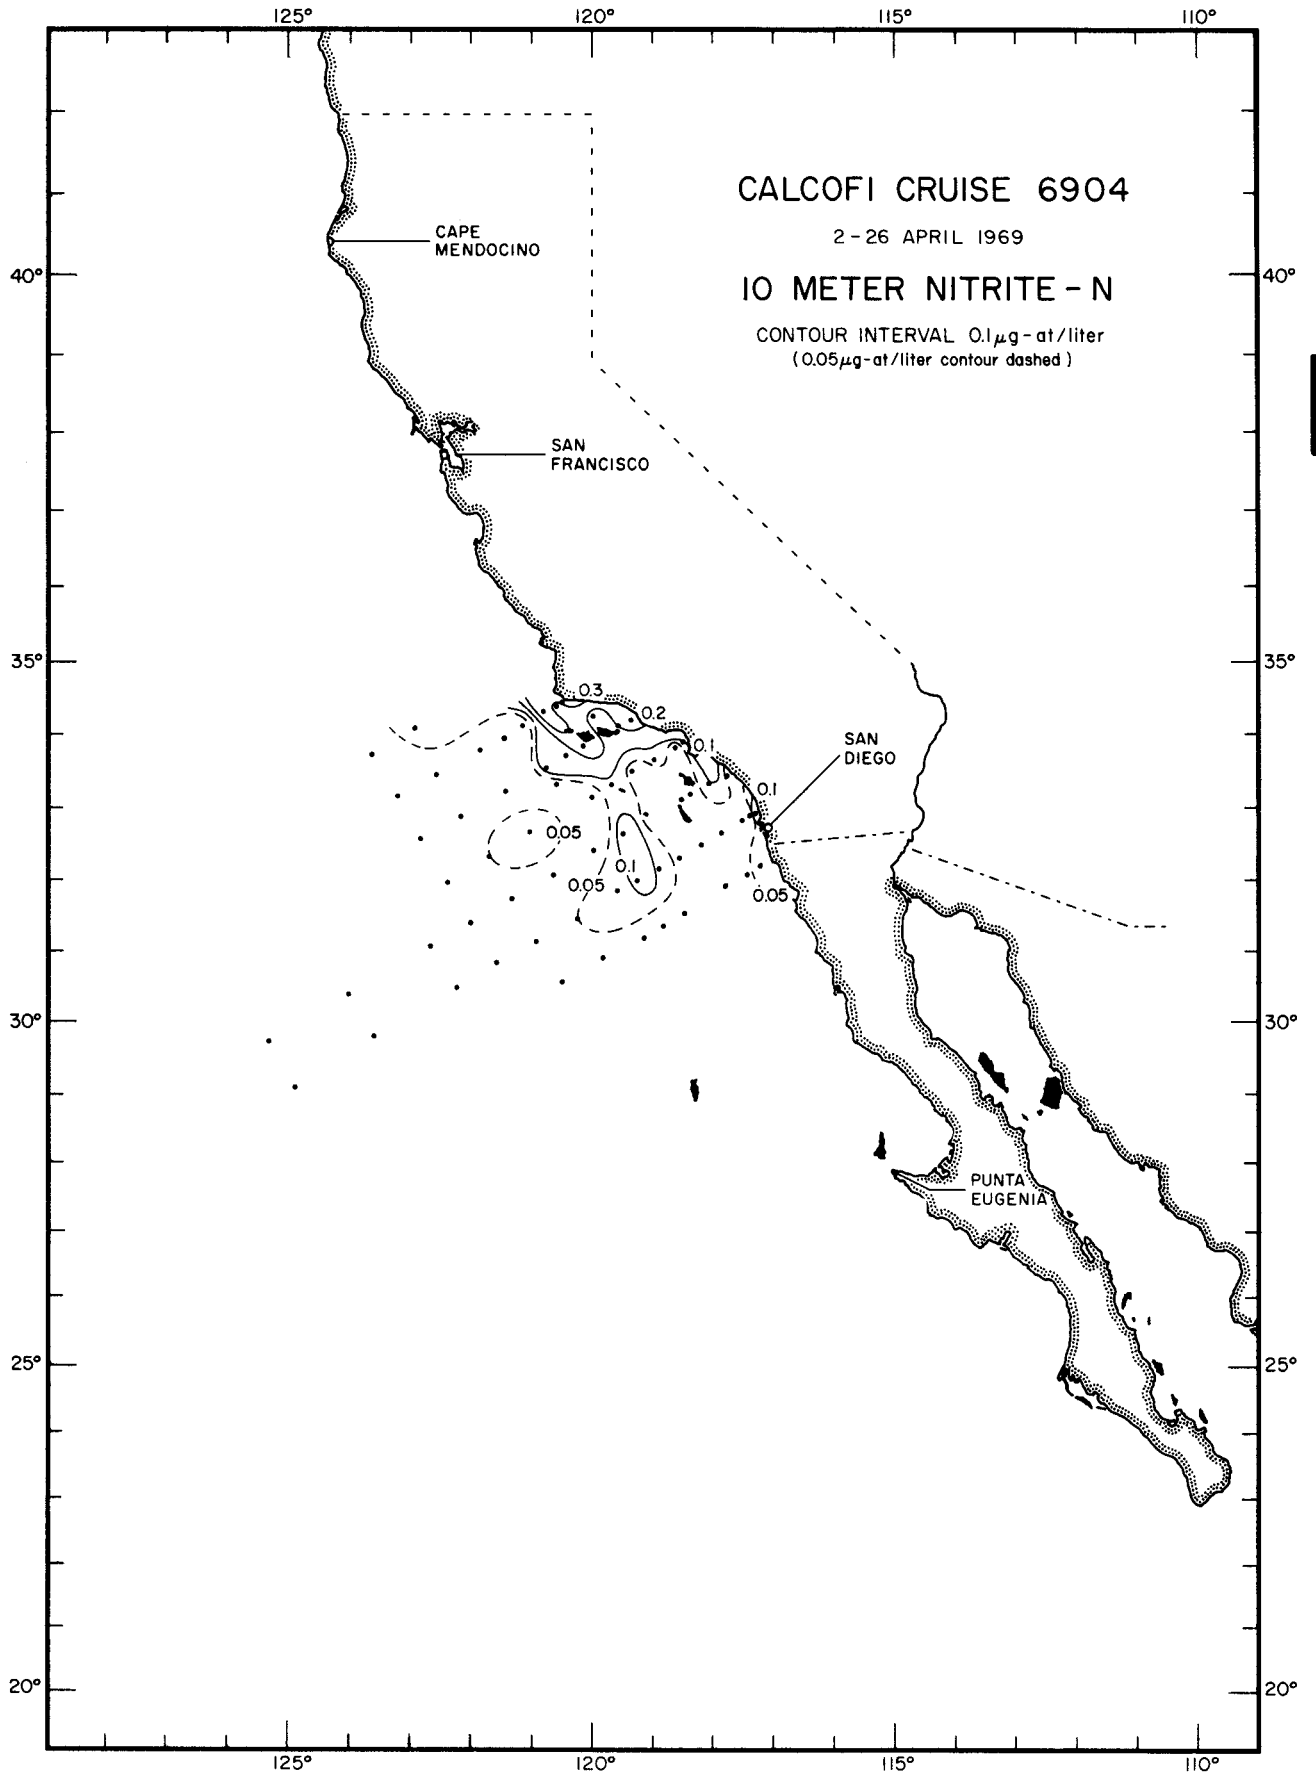 125° 120° 115° 110°
CALCOFI CRUISE 6904
2-26 APRIL 1969
10 METER NITRITE-N
CONTOUR INTERVAL 0.1µg-at/liter
(0.05µg-at/liter contour dashed)
CAPE
MENDOCINO
40° 40°
SAN
FRANCISCO
35° 35°
0.3
0.2
0.1
SAN
DIEGO
0.1
0.05
0.1
0.05
0.05
30° 30°
PUNTA
EUGENIA
25° 25°
20° 20°
125° 120° 115° 110°